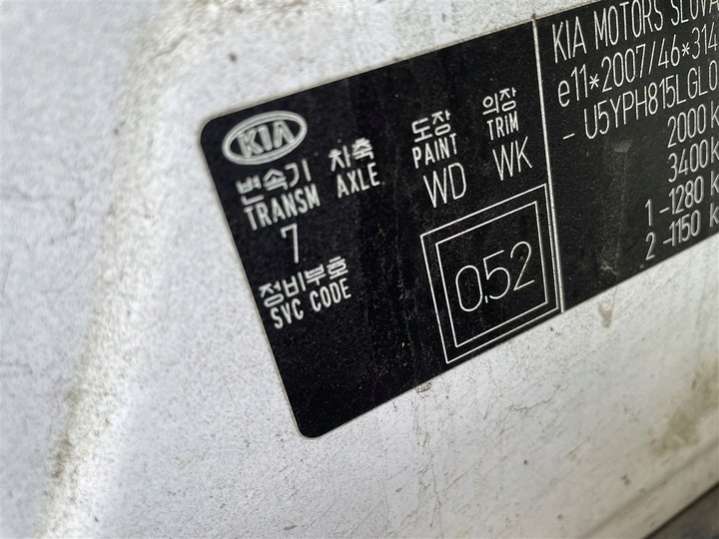 KIA
변속기 차축 도장 의장
TRANSM AXLE PAINT TRIM
7 WD WK
정비부호
SVC CODE
0.52
KIA MOTORS SLOVA
e11*2007/46*314
- U5YPH815LGL0
2000 K
3400 K
1 -1280 K
2 -1150 K